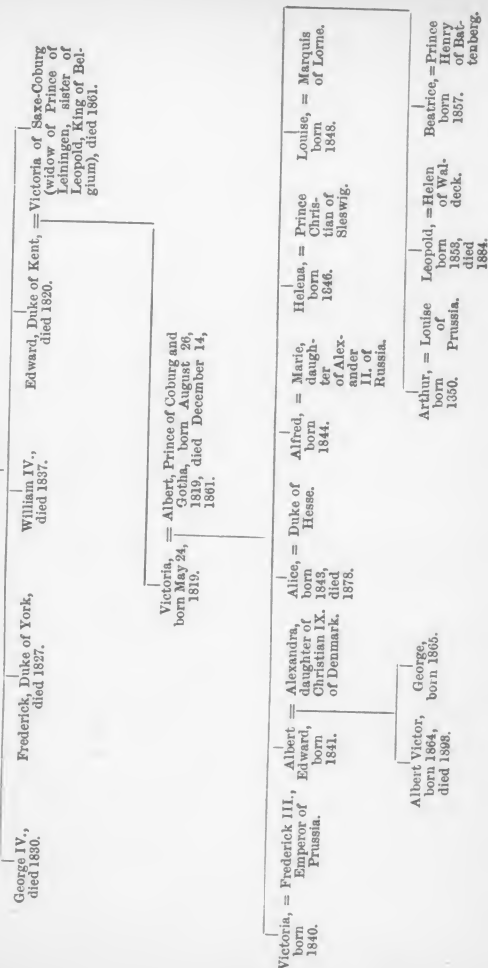 George IV.,
died 1830.
Frederick, Duke of York,
died 1827.
William IV.,
died 1837.
Edward, Duke of Kent,
died 1820.
= Victoria of Saxe-Coburg
(widow of Prince of
Leiningen, sister of
Leopold, King of Bel-
gium), died 1861.
Victoria,
born May 24,
1819.
= Albert, Prince of Coburg and
Gotha, born August 26,
1819, died December 14,
1861.
Victoria,
born
1840.
= Frederick III.,
Emperor of
Prussia.
Albert
Edward,
born
1841.
= Alexandra,
daughter of
Christian IX.
of Denmark.
Alice,
born
1843,
died
1878.
= Duke of
Hesse.
Alfred,
born
1844.
= Marie,
daugh-
ter
of Alex-
ander
II. of
Russia.
Helena,
born
1846.
= Prince
Chris-
tian of
Sleswig.
Louise,
born
1848.
= Marquis
of Lorne.
Albert Victor,
born 1864,
died 1898.
George,
born 1865.
Arthur,
born
1350.
= Louise
of
Prussia.
Leopold,
born
1853,
died
1884.
=Helen
of Wal-
deck.
Beatrice,
born
1857.
=Prince
Henry
of Bat-
tenberg.